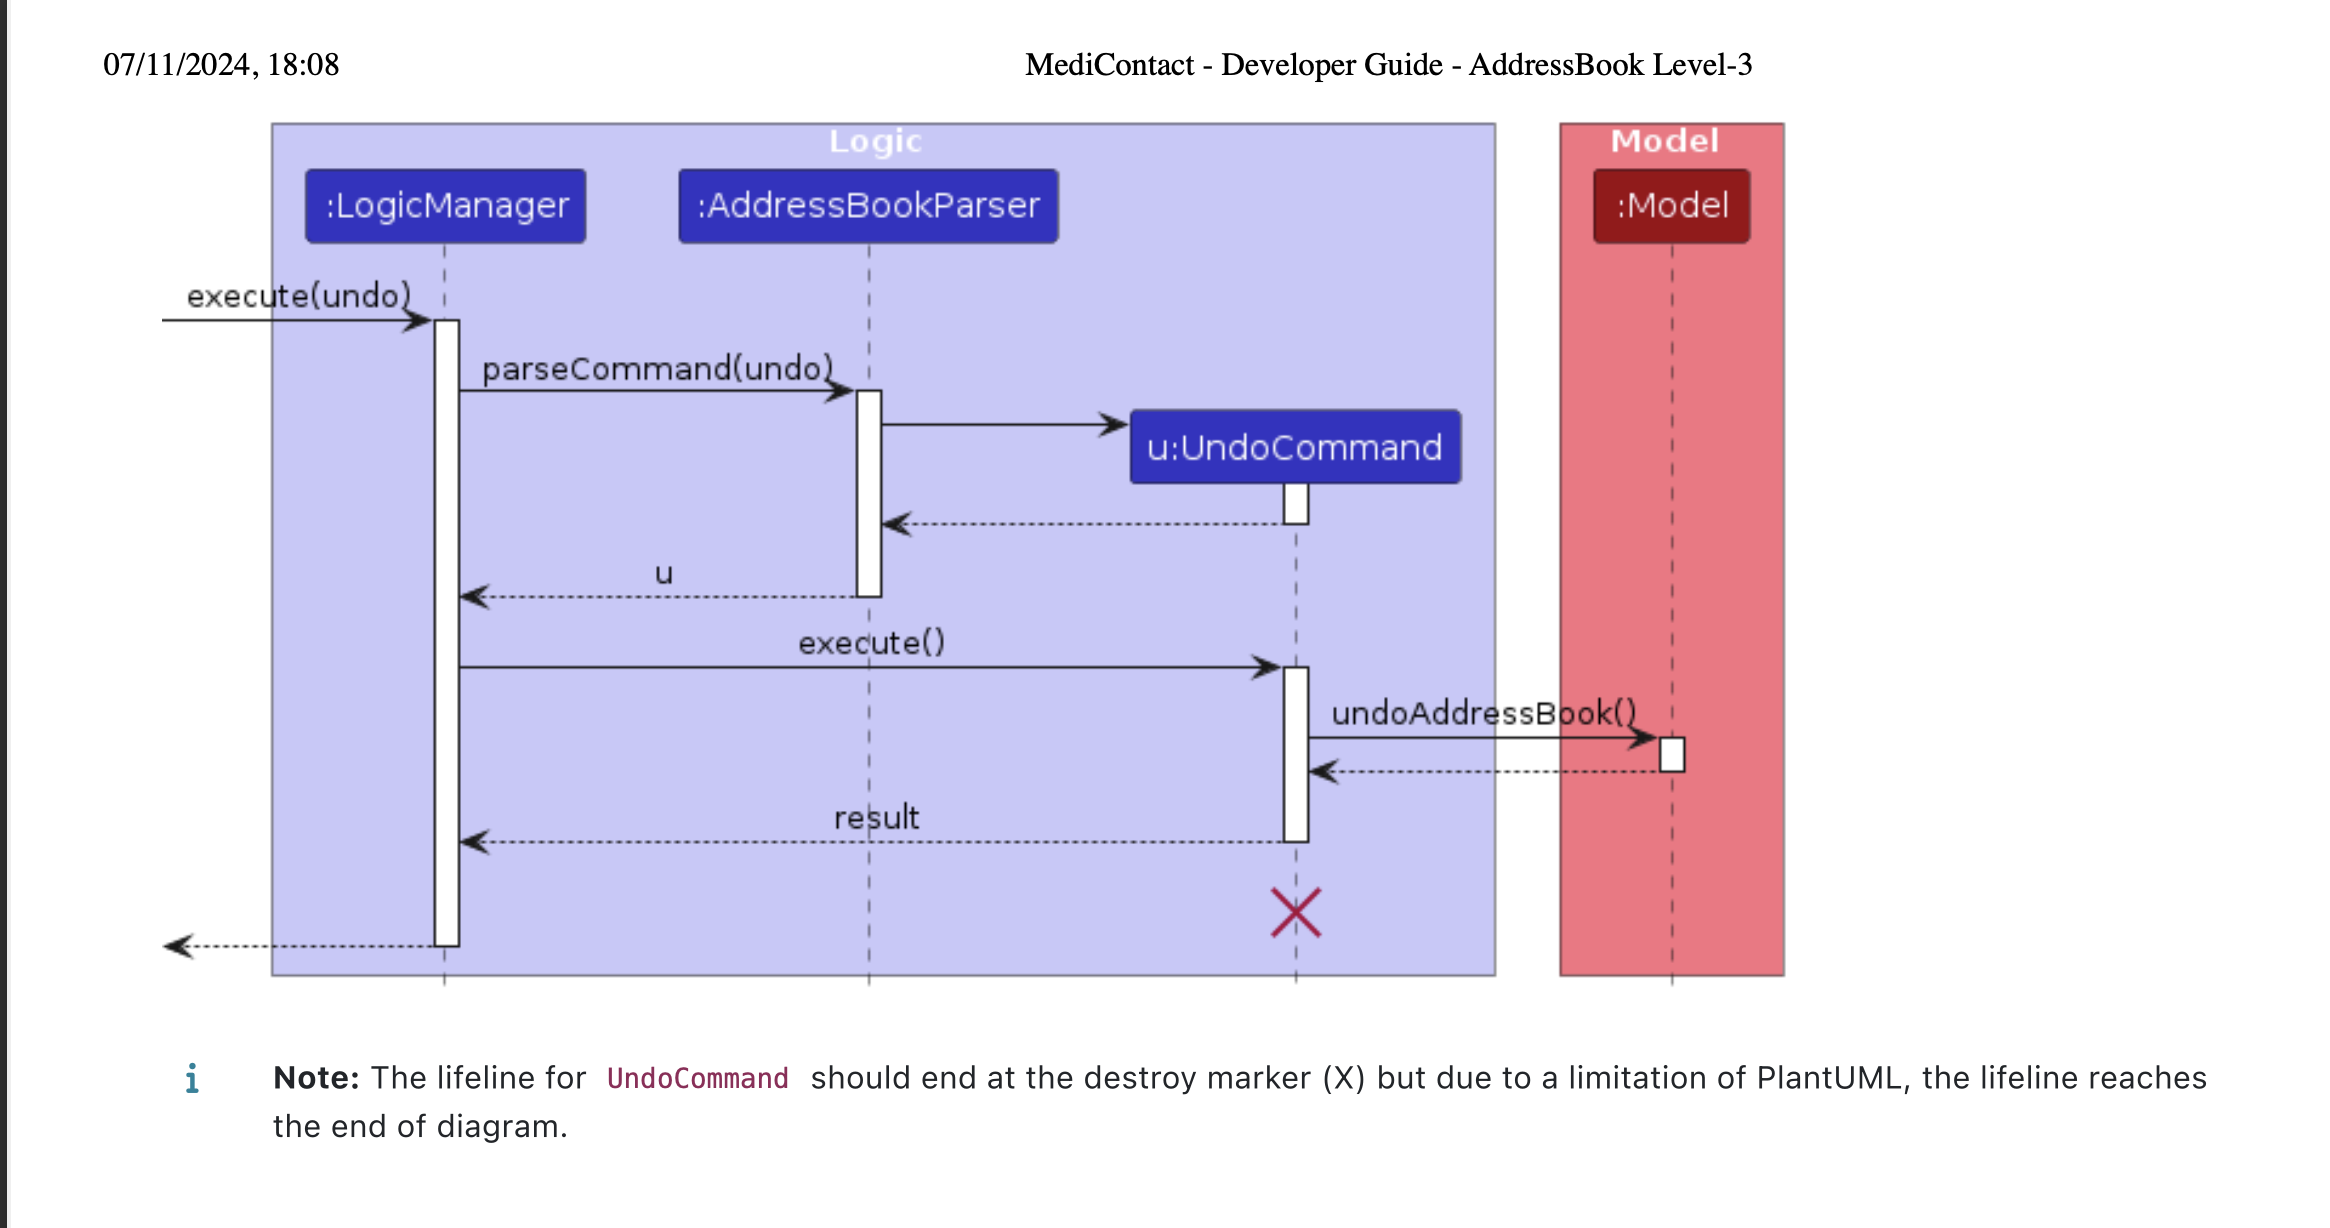 07/11/2024, 18:08
MediContact - Developer Guide - AddressBook Level-3
Logic
Model
:LogicManager
:AddressBookParser
:Model
execute(undo)
parseCommand(undo)
u:UndoCommand
u
execute()
undoAddressBook()
result
i
Note: The lifeline for UndoCommand should end at the destroy marker (X) but due to a limitation of PlantUML, the lifeline reaches
the end of diagram.